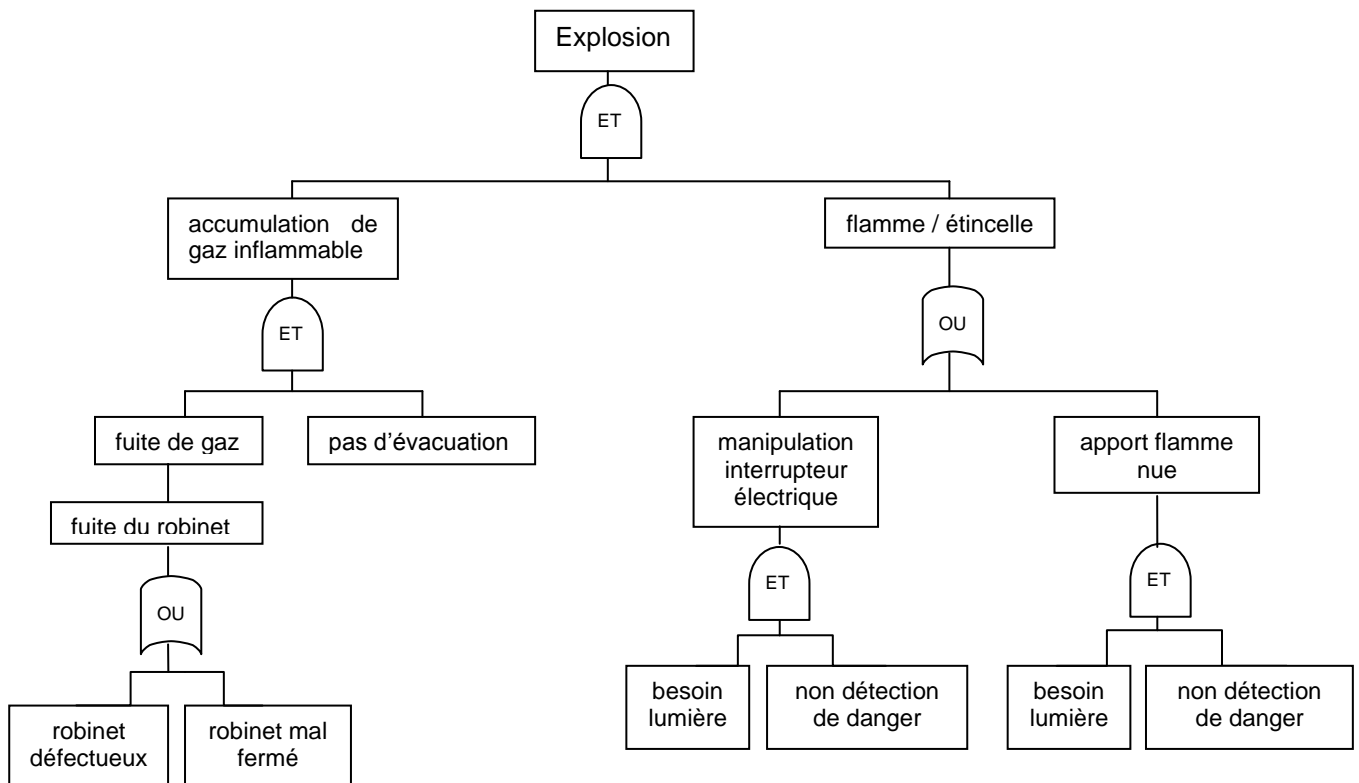 Explosion
ET
accumulation de
gaz inflammable
flamme / étincelle
ET
OU
fuite de gaz
pas d'évacuation
manipulation
interrupteur
électrique
apport flamme
nue
fuite du robinet
OU
ET
ET
robinet
défectueux
robinet mal
fermé
besoin
lumière
non détection
de danger
besoin
lumière
non détection
de danger